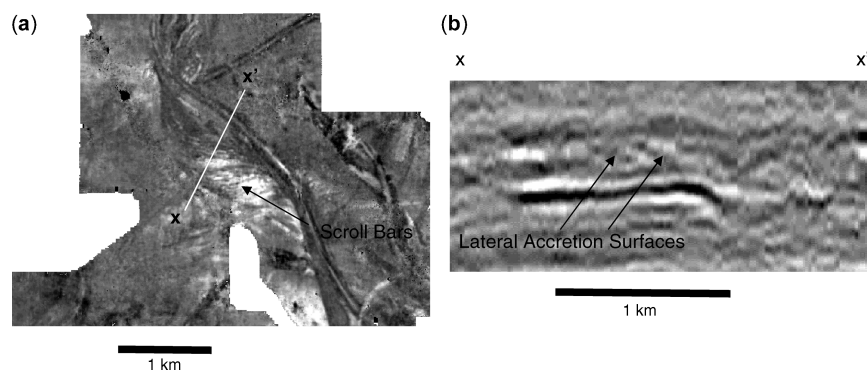 (a)
x'
x
Scroll Bars
1 km
(b)
x
x'
Lateral Accretion Surfaces
1 km